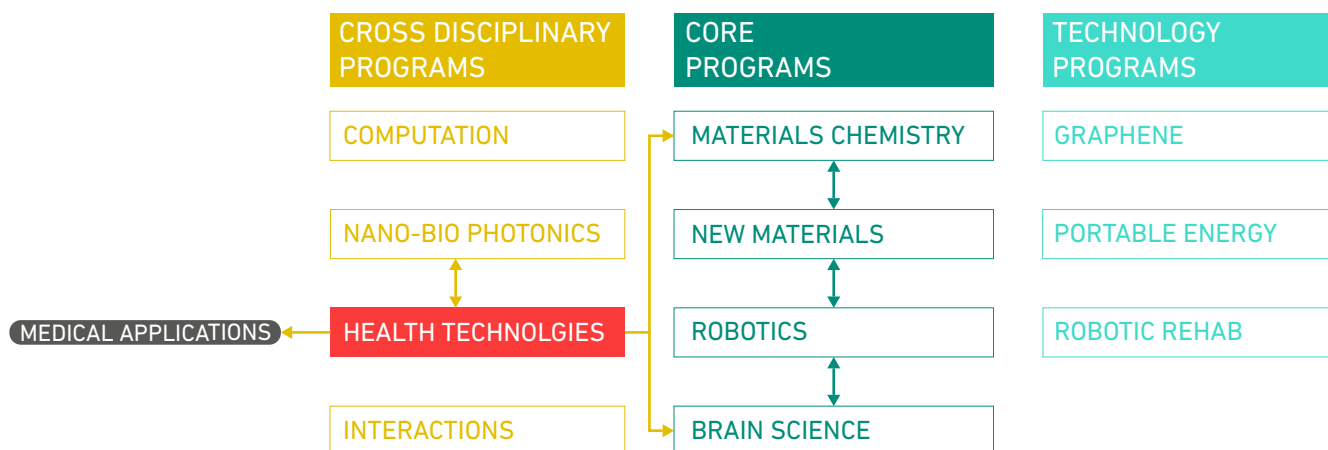 CROSS DISCIPLINARY
PROGRAMS
CORE
PROGRAMS
TECHNOLOGY
PROGRAMS
COMPUTATION
MATERIALS CHEMISTRY
GRAPHENE
NANO-BIO PHOTONICS
NEW MATERIALS
PORTABLE ENERGY
MEDICAL APPLICATIONS
HEALTH TECHNOLGIES
ROBOTICS
ROBOTIC REHAB
INTERACTIONS
BRAIN SCIENCE